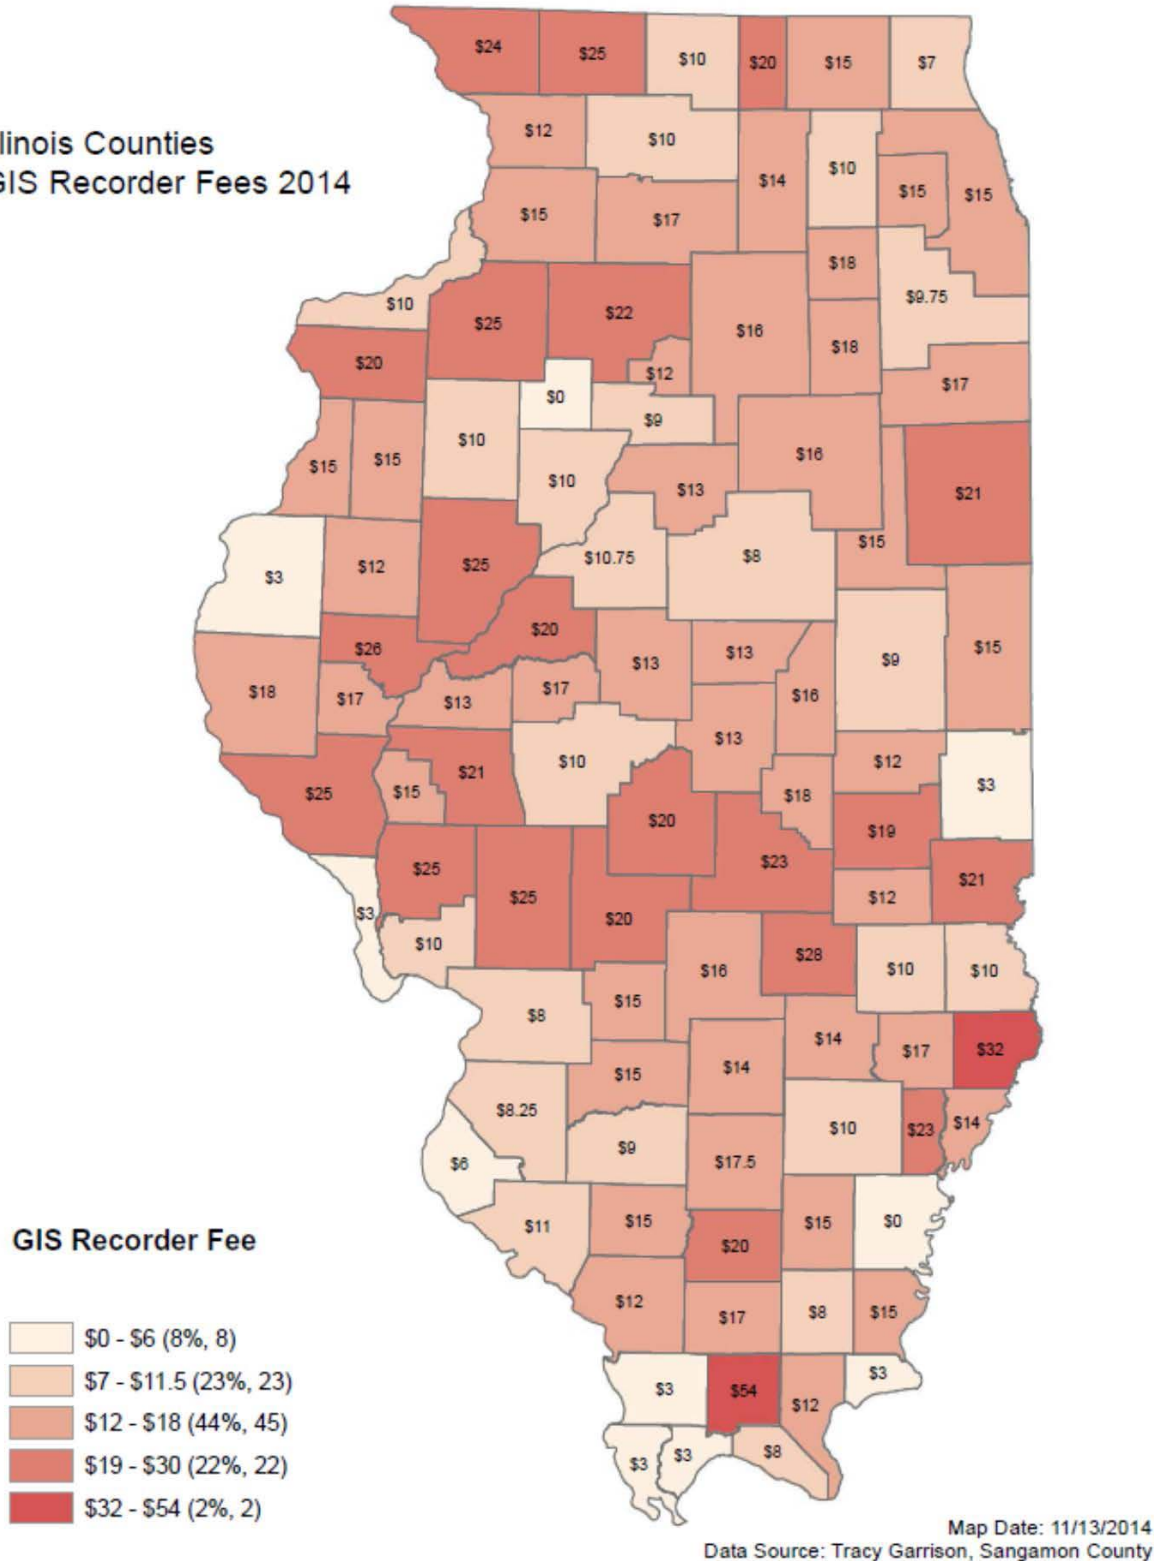 $24 $25 $10 $20 $15 $7
$12 $10 $14 $10 $15 $15
llinois Counties
GIS Recorder Fees 2014
$15 $17 $18 $9.75
$10 $25 $22 $16 $18
$20 $12 $17
$0 $9
$15 $15 $10 $10 $13 $16 $21
$3 $12 $25 $10.75 $8 $15
$26 $20 $13 $13 $9 $15
$18 $17 $13 $17 $13 $16
$25 $15 $21 $10 $18 $12 $3
$20 $23 $19
$3 $25 $25 $20 $12 $21
$10 $16 $28 $10 $10
$8 $15 $14 $17 $32
$15 $14
$8.25 $9 $10 $23 $14
$6 $17.5
$11 $15 $20 $15 $0
GIS Recorder Fee
$12 $17 $8 $15
$0 - $6 (8%, 8)
$7 - $11.5 (23%, 23)
$3 $54 $12 $3
$12 - $18 (44%, 45)
$19 - $30 (22%, 22)
$3 $3 $8
$32 - $54 (2%, 2)
Map Date: 11/13/2014
Data Source: Tracy Garrison, Sangamon County